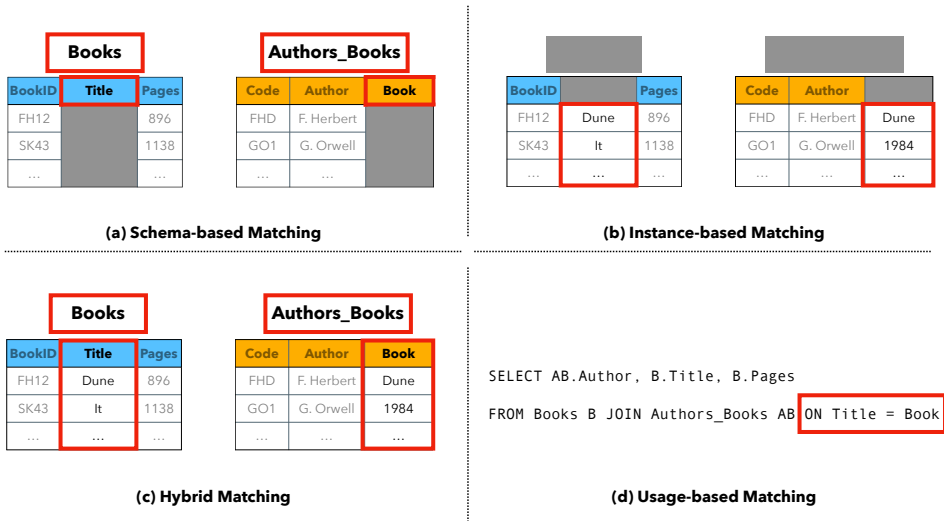 Books Authors_Books
BookID Title Pages Code Author Book
FH12 896 FHD F. Herbert
SK43 1138 GO1 G. Orwell
... ... ... ...
(a) Schema-based Matching
BookID Pages Code Author
FH12 Dune 896 FHD F. Herbert Dune
SK43 It 1138 GO1 G. Orwell 1984
... ... ... ... ... ...
(b) Instance-based Matching
Books Authors_Books
BookID Title Pages Code Author Book
FH12 Dune 896 FHD F. Herbert Dune
SK43 It 1138 GO1 G. Orwell 1984
... ... ... ... ... ...
(c) Hybrid Matching
SELECT AB.Author, B.Title, B.Pages
FROM Books B JOIN Authors_Books AB ON Title = Book
(d) Usage-based Matching